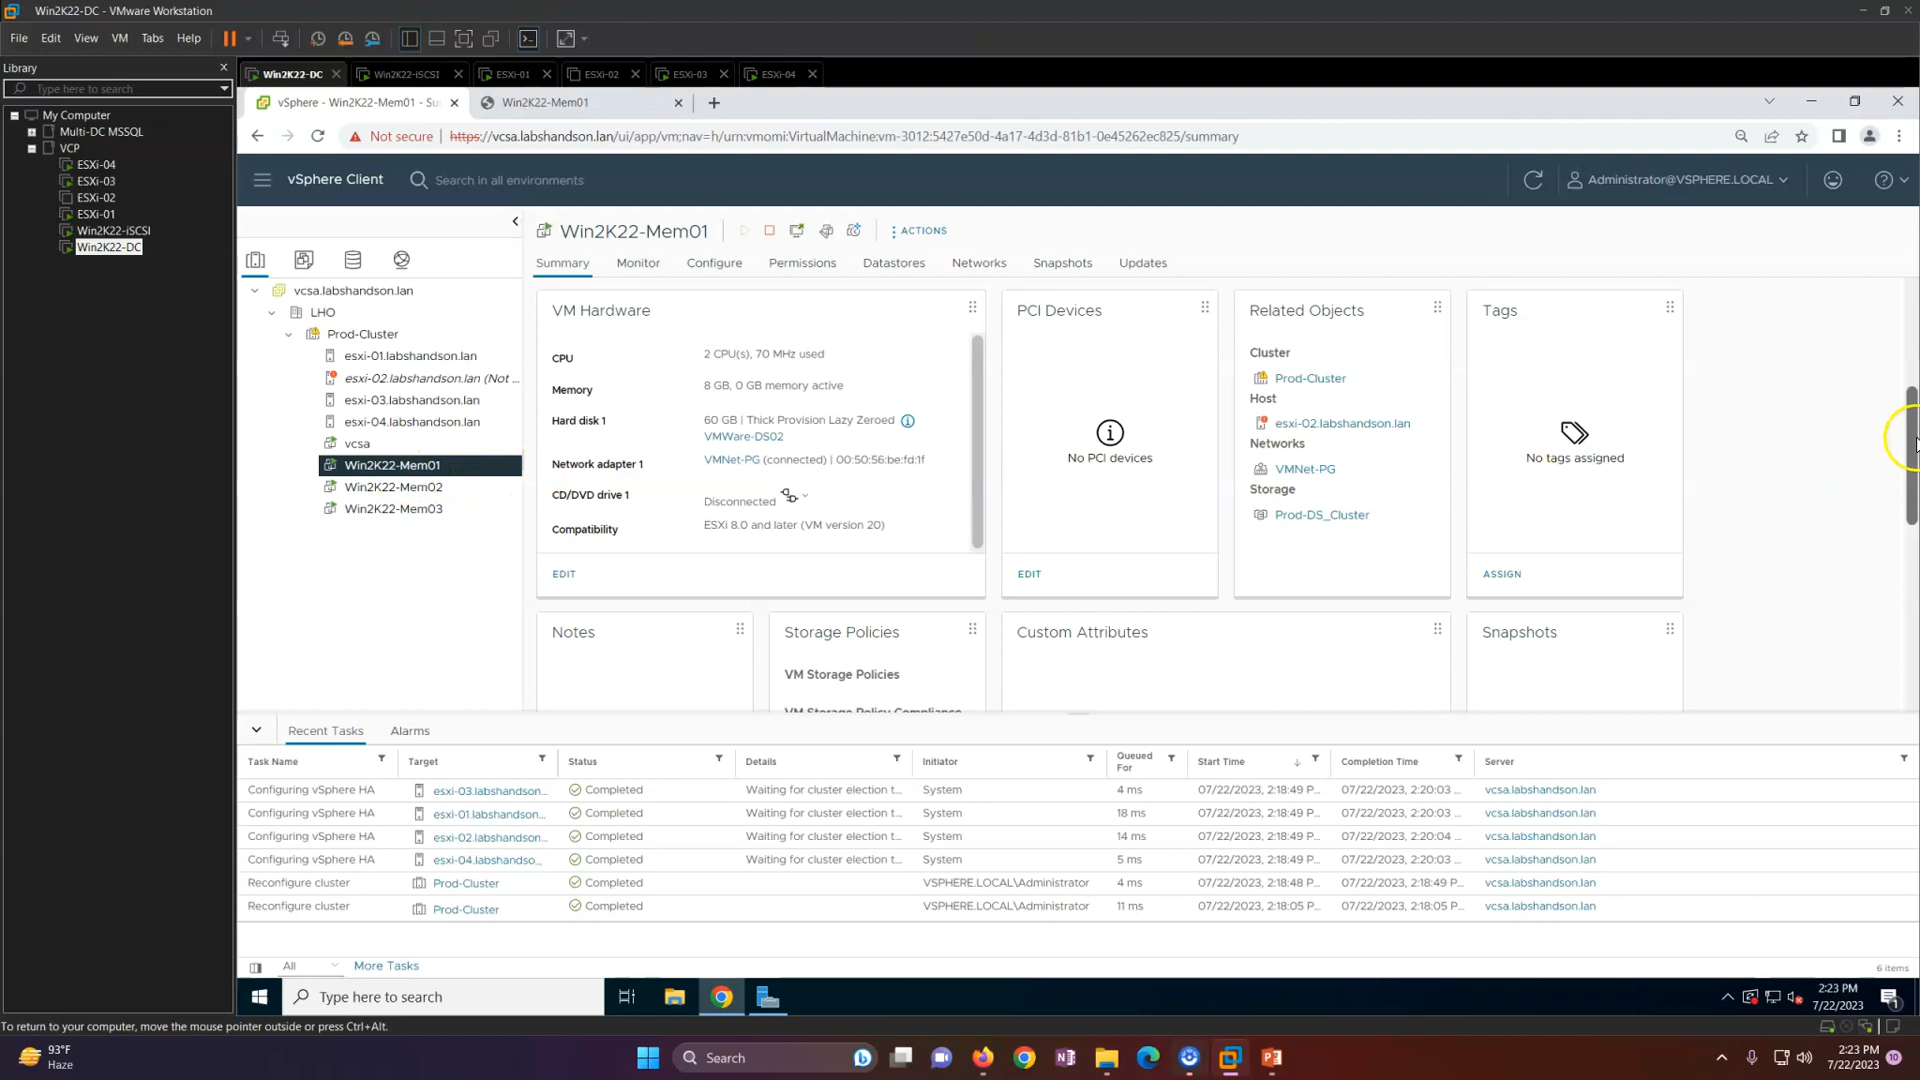 Win2K22-DC - VMware Workstation
File Edit View VM Tabs Help
Library
Type here to search
My Computer
Multi-DC MSSQL
VCP
ESXi-04
ESXi-03
ESXi-02
ESXi-01
Win2K22-iSCSI
Win2K22-DC
Win2K22-DC Win2K22-iSCSI ESXi-01 ESXi-02 ESXi-03 ESXi-04
vSphere - Win2K22-Mem01 - Su Win2K22-Mem01
Not secure https://vcsa.labshandson.lan/ui/app/vm;nav=h/urn:vmomi:VirtualMachine:vm-3012:5427e50d-4a17-4d3d-81b1-0e45262ec825/summary
vSphere Client Search in all environments Administrator@VSPHERE.LOCAL
vcsa.labshandson.lan
LHO
Prod-Cluster
esxi-01.labshandson.lan
esxi-02.labshandson.lan (Not ...
esxi-03.labshandson.lan
esxi-04.labshandson.lan
vcsa
Win2K22-Mem01
Win2K22-Mem02
Win2K22-Mem03
Win2K22-Mem01 ACTIONS
Summary Monitor Configure Permissions Datastores Networks Snapshots Updates
VM Hardware
CPU 2 CPU(s), 70 MHz used
Memory 8 GB, 0 GB memory active
Hard disk 1 60 GB | Thick Provision Lazy Zeroed
VMWare-DS02
Network adapter 1 VMNet-PG (connected) | 00:50:56:be:fd:1f
CD/DVD drive 1 Disconnected
Compatibility ESXi 8.0 and later (VM version 20)
EDIT
PCI Devices
No PCI devices
EDIT
Related Objects
Cluster
Prod-Cluster
Host
esxi-02.labshandson.lan
Networks
VMNet-PG
Storage
Prod-DS_Cluster
Tags
No tags assigned
ASSIGN
Notes
Storage Policies
VM Storage Policies
VM Storage Policy Compliance
Custom Attributes
Snapshots
Recent Tasks Alarms
Task Name Target Status Details Initiator Queued For Start Time Completion Time Server
Configuring vSphere HA esxi-03.labshandson... Completed Waiting for cluster election t... System 4 ms 07/22/2023, 2:18:49 P... 07/22/2023, 2:20:03 ... vcsa.labshandson.lan
Configuring vSphere HA esxi-01.labshandson... Completed Waiting for cluster election t... System 18 ms 07/22/2023, 2:18:49 P... 07/22/2023, 2:20:03 ... vcsa.labshandson.lan
Configuring vSphere HA esxi-02.labshandson... Completed Waiting for cluster election t... System 14 ms 07/22/2023, 2:18:49 P... 07/22/2023, 2:20:04 ... vcsa.labshandson.lan
Configuring vSphere HA esxi-04.labshandso... Completed Waiting for cluster election t... System 5 ms 07/22/2023, 2:18:49 P... 07/22/2023, 2:20:03 ... vcsa.labshandson.lan
Reconfigure cluster Prod-Cluster Completed VSPHERE.LOCAL\Administrator 4 ms 07/22/2023, 2:18:48 P... 07/22/2023, 2:18:49 P... vcsa.labshandson.lan
Reconfigure cluster Prod-Cluster Completed VSPHERE.LOCAL\Administrator 11 ms 07/22/2023, 2:18:05 P... 07/22/2023, 2:18:05 P... vcsa.labshandson.lan
All More Tasks 6 items
Type here to search
2:23 PM
7/22/2023
1
To return to your computer, move the mouse pointer outside or press Ctrl+Alt.
93°F
Haze
Search
2:23 PM
7/22/2023
10